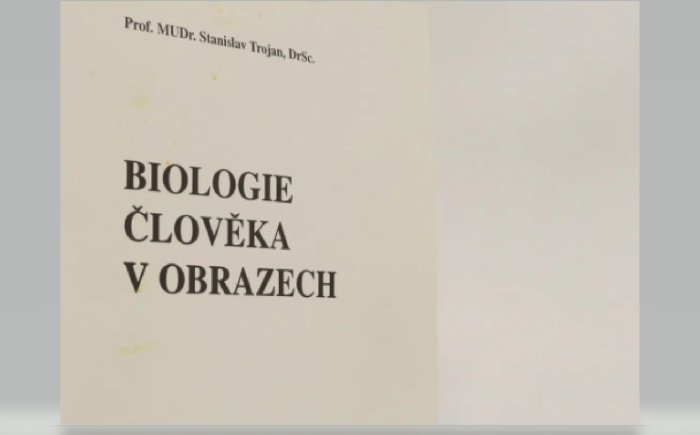 Prof. MUDr. Stanislav Trojan, DrSc.
BIOLOGIE
ČLOVĚKA
V OBRAZECH